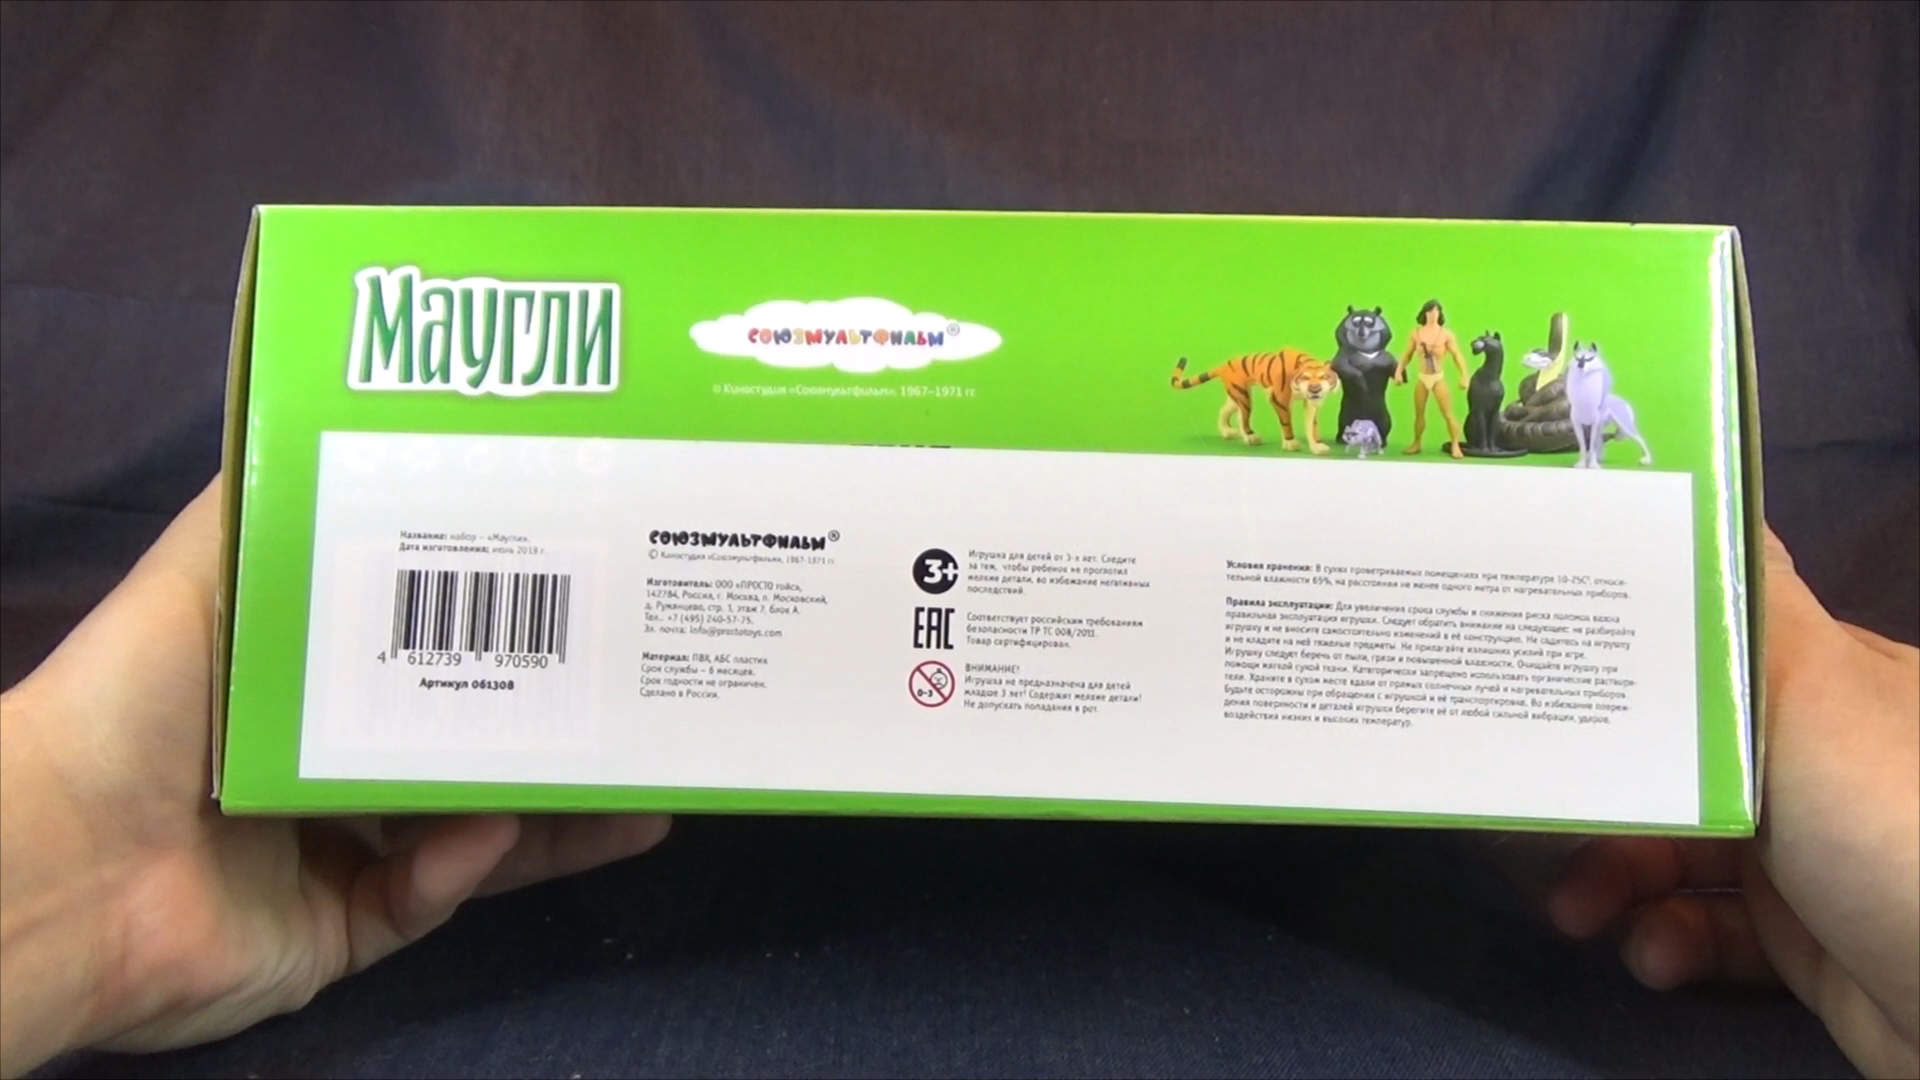 Маугли
СОЮЗМУЛЬТФИЛЬМ®
© Киностудия «Союзмультфильм», 1967–1971 гг.
Название: набор – «Маугли».
Дата изготовления: июль 2019 г.
4 612739 970590
Артикул 061308
СОЮЗМУЛЬТФИЛЬМ®
© Киностудия «Союзмультфильм», 1967-1971 гг.
Изготовитель: ООО «ПРОСТО тойс»,
142784, Россия, г. Москва, п. Московский,
д. Румянцево, стр. 1, этаж 7, блок А.
Тел.: +7 (495) 240-57-75.
Эл. почта: info@prostotoys.com
Материал: ПВХ, АБС пластик
Срок службы – 6 месяцев.
Срок годности не ограничен.
Сделано в России.
3+
Игрушка для детей от 3-х лет. Следите
за тем, чтобы ребенок не проглотил
мелкие детали, во избежание негативных
последствий.
EAC
Соответствует российским требованиям
безопасности ТР ТС 008/2011.
Товар сертифицирован.
0-3
ВНИМАНИЕ!
Игрушка не предназначена для детей
младше 3 лет! Содержит мелкие детали!
Не допускать попадания в рот.
Условия хранения: В сухих проветриваемых помещениях при температуре 10-25С°, относи-
тельной влажности 65%, на расстоянии не менее одного метра от нагревательных приборов.
Правила эксплуатации: Для увеличения срока службы и снижения риска поломок важна
правильная эксплуатация игрушки. Следует обратить внимание на следующее: не разбирайте
игрушку и не вносите самостоятельно изменений в её конструкцию. Не садитесь на игрушку
и не кладите на неё тяжелые предметы. Не прилагайте излишних усилий при игре.
Игрушку следует беречь от пыли, грязи и повышенной влажности. Очищайте игрушку при
помощи мягкой сухой ткани. Категорически запрещено использовать органические раствори-
тели. Храните в сухом месте вдали от прямых солнечных лучей и нагревательных приборов.
Будьте осторожны при обращении с игрушкой и её транспортировке. Во избежание повреж-
дения поверхности и деталей игрушки берегите её от любой сильной вибрации, ударов,
воздействия низких и высоких температур.